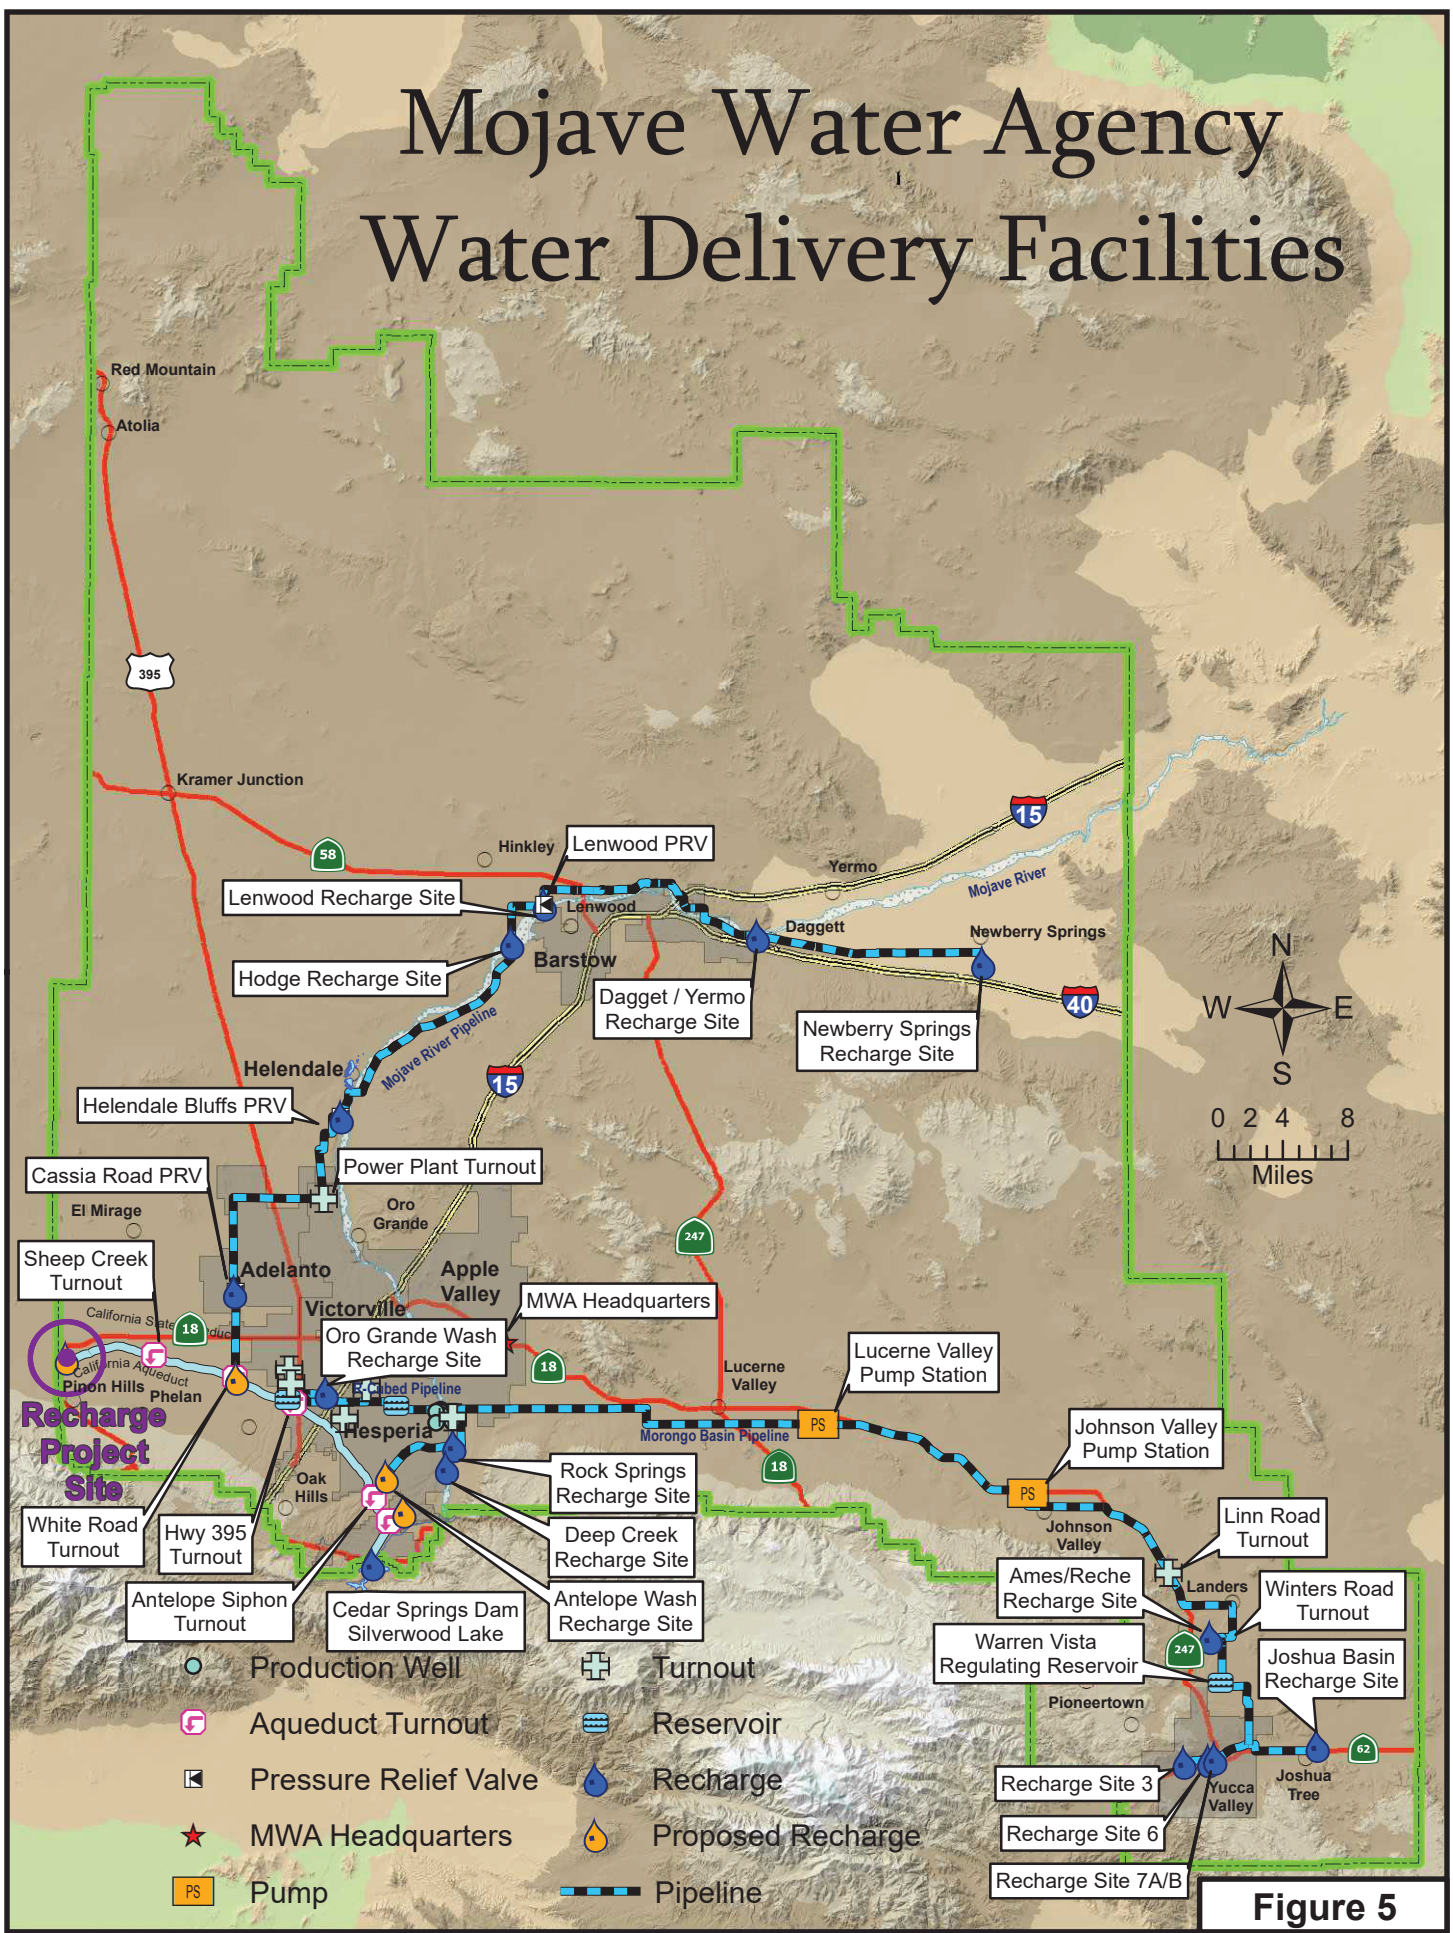 Mojave Water Agency
Water Delivery Facilities
Red Mountain
Atolia
395
Kramer Junction
58
Hinkley
Lenwood PRV
Lenwood Recharge Site
Lenwood
Hodge Recharge Site
Barstow
Yermo
15
Mojave River
Daggett
Newberry Springs
Dagget / Yermo
Recharge Site
Newberry Springs
Recharge Site
40
N
W
E
S
0 2 4 8
Miles
Mojave River Pipeline
Helendale
15
Helendale Bluffs PRV
Power Plant Turnout
Cassia Road PRV
El Mirage
Oro
Grande
247
Sheep Creek
Turnout
Adelanto
Apple
Valley
Victorville
MWA Headquarters
California State
18
California Aqueduct
Oro Grande Wash
Recharge Site
18
Lucerne
Valley
Lucerne Valley
Pump Station
Pinon Hills
Phelan
R-Cubed Pipeline
Recharge
Project
Site
Hesperia
Morongo Basin Pipeline
PS
18
Johnson Valley
Pump Station
PS
Oak
Hills
Rock Springs
Recharge Site
White Road
Turnout
Hwy 395
Turnout
Deep Creek
Recharge Site
Johnson
Valley
Linn Road
Turnout
Antelope Siphon
Turnout
Cedar Springs Dam
Silverwood Lake
Antelope Wash
Recharge Site
Ames/Reche
Recharge Site
Landers
Winters Road
Turnout
Warren Vista
Regulating Reservoir
247
Joshua Basin
Recharge Site
Pioneertown
62
Recharge Site 3
Yucca
Valley
Joshua
Tree
Recharge Site 6
Recharge Site 7A/B
Production Well
Turnout
Aqueduct Turnout
Reservoir
Pressure Relief Valve
Recharge
MWA Headquarters
Proposed Recharge
PS
Pump
Pipeline
Figure 5